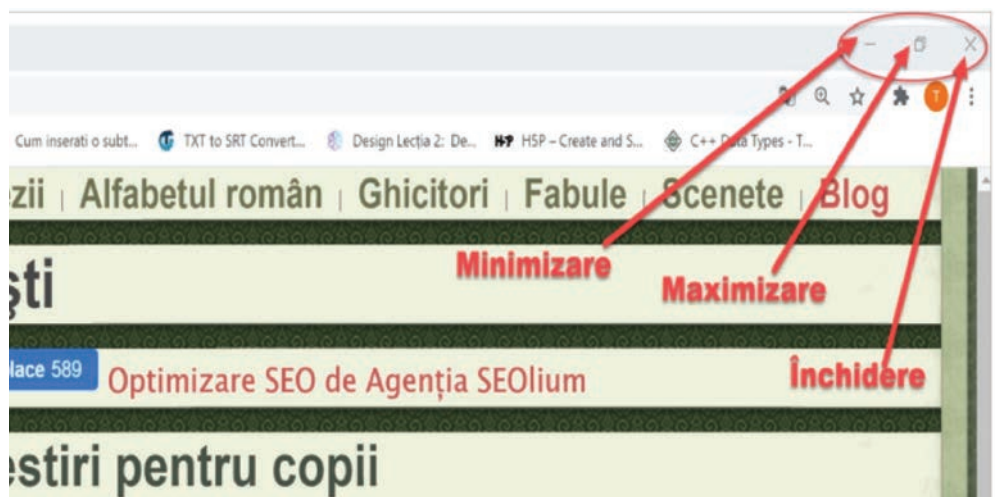 T
Cum inserati o subt... TXT to SRT Convert... Design Lecția 2: De... H5P – Create and S... C++ Data Types - T...
zii | Alfabetul român | Ghicitori | Fabule | Scenete | Blog
Minimizare
ști
Maximizare
lace 589
Optimizare SEO de Agenția SEOlium
Închidere
estiri pentru copii